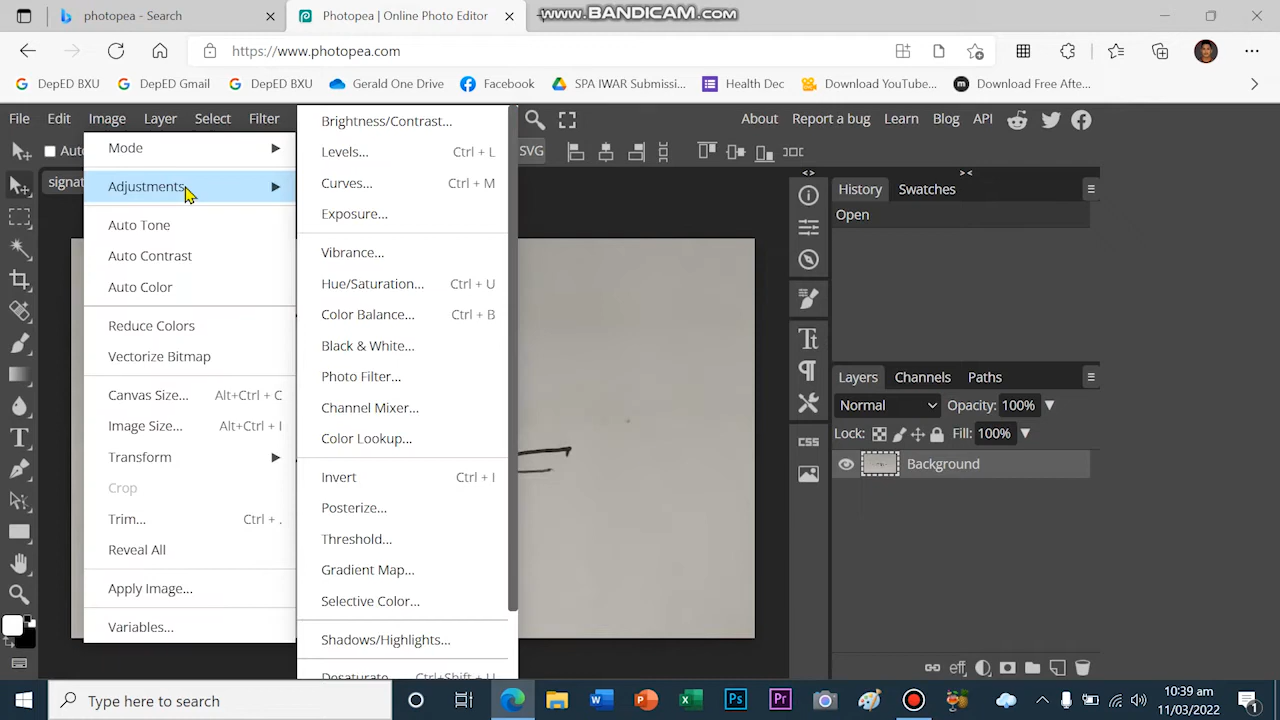 photopea - Search
Photopea | Online Photo Editor
www.BANDICAM.com
https://www.photopea.com
DepED BXU
DepED Gmail
DepED BXU
Gerald One Drive
Facebook
SPA IWAR Submissi...
Health Dec
Download YouTube...
Download Free Afte...
File Edit Image Layer Select Filter
About Report a bug Learn Blog API
Auto
SVG
signat
Mode
Adjustments
Auto Tone
Auto Contrast
Auto Color
Reduce Colors
Vectorize Bitmap
Canvas Size... Alt+Ctrl + C
Image Size... Alt+Ctrl + I
Transform
Crop
Trim... Ctrl + .
Reveal All
Apply Image...
Variables...
Brightness/Contrast...
Levels... Ctrl + L
Curves... Ctrl + M
Exposure...
Vibrance...
Hue/Saturation... Ctrl + U
Color Balance... Ctrl + B
Black & White...
Photo Filter...
Channel Mixer...
Color Lookup...
Invert Ctrl + I
Posterize...
Threshold...
Gradient Map...
Selective Color...
Shadows/Highlights...
Desaturate Ctrl+Shift + U
History Swatches
Open
Layers Channels Paths
Normal Opacity: 100%
Lock: Fill: 100%
Background
CSS
eff
Type here to search
10:39 am
11/03/2022